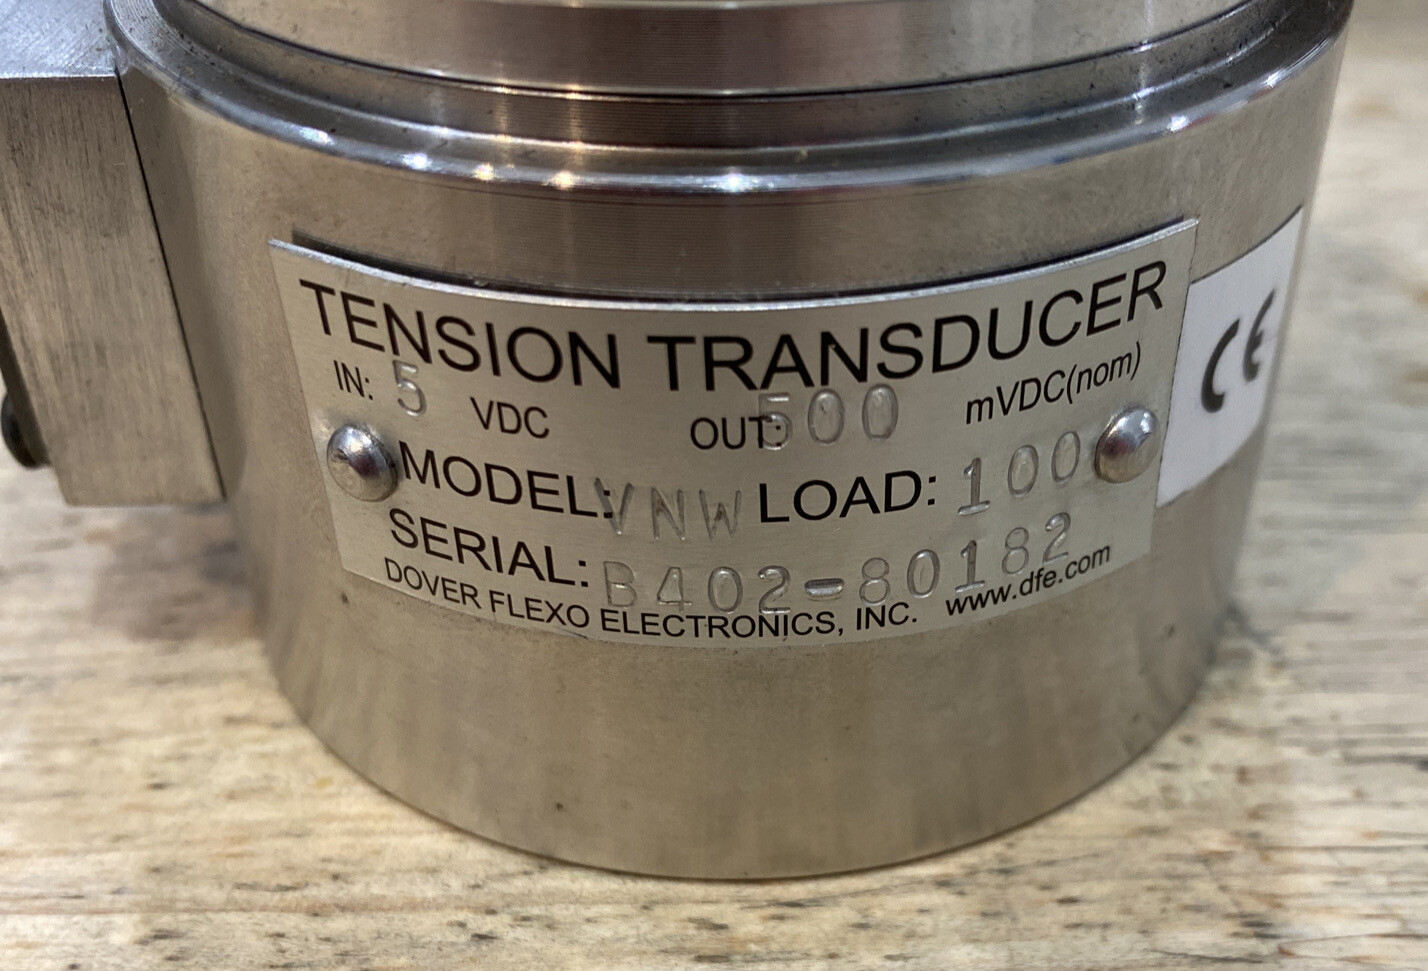 TENSION TRANSDUCER
IN: 5 VDC OUT: 500 mVDC(nom)
MODEL: VNW LOAD: 100
SERIAL: B402-80182
DOVER FLEXO ELECTRONICS, INC. www.dfe.com
CE